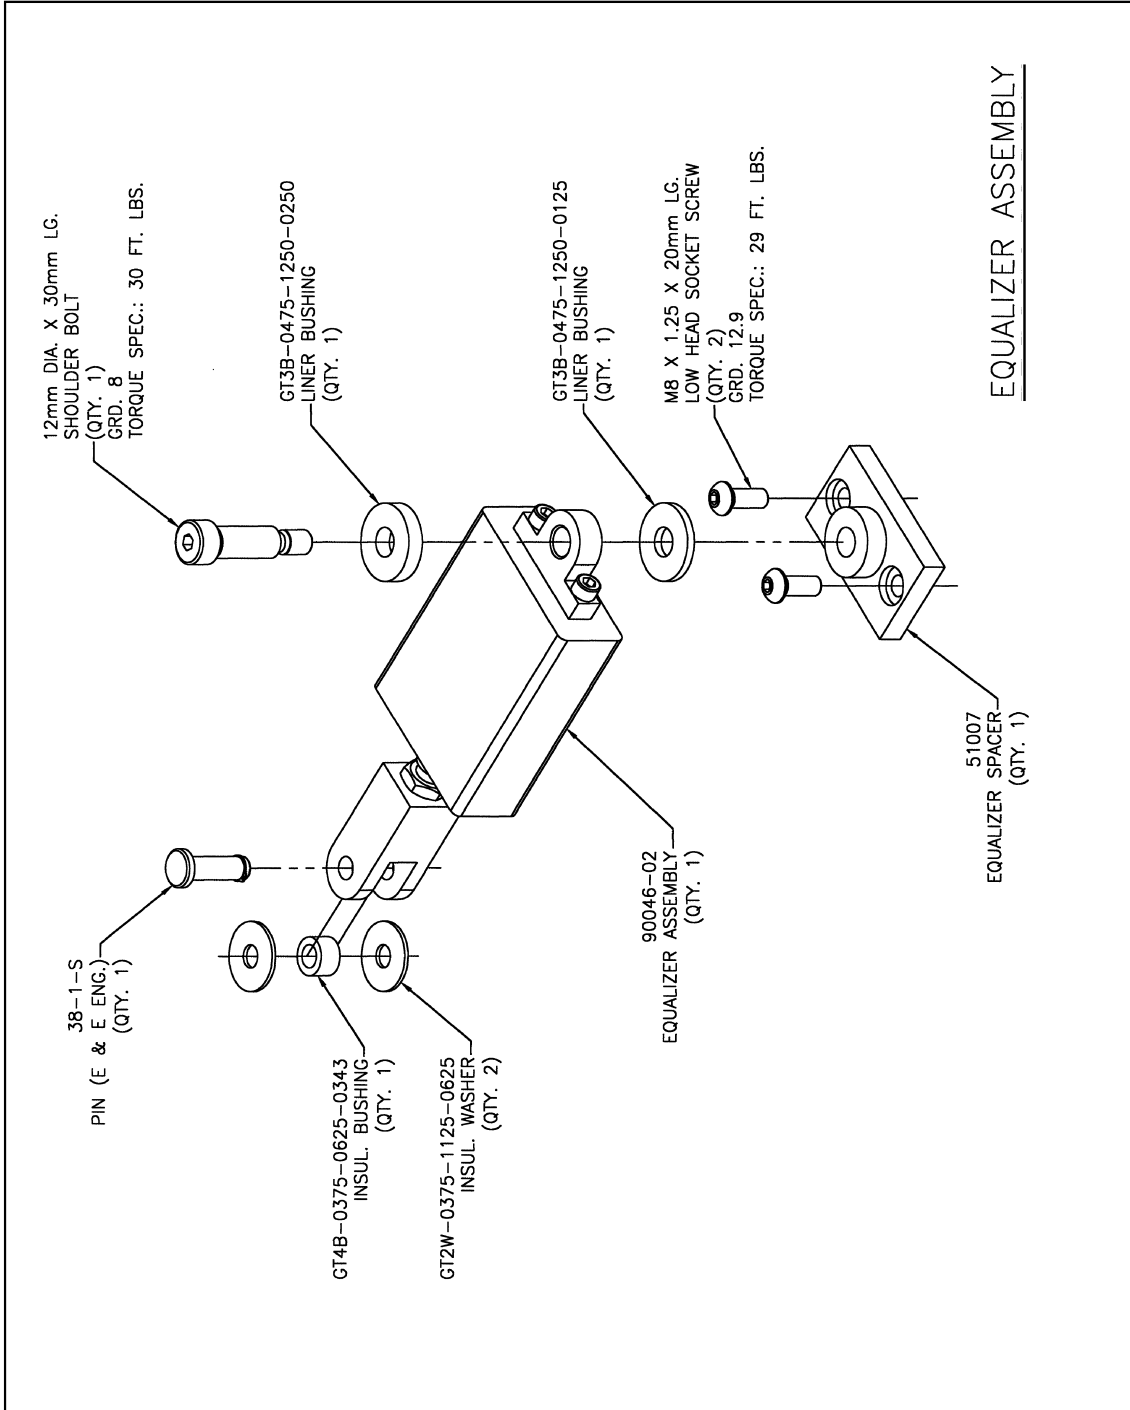 12mm DIA. X 30mm LG.
SHOULDER BOLT
(QTY. 1)
GRD. 8
TORQUE SPEC.: 30 FT. LBS.
GT3B-0475-1250-0250
LINER BUSHING
(QTY. 1)
GT3B-0475-1250-0125
LINER BUSHING
(QTY. 1)
M8 X 1.25 X 20mm LG.
LOW HEAD SOCKET SCREW
(QTY. 2)
GRD. 12.9
TORQUE SPEC.: 29 FT. LBS.
38-1-S
PIN (E & E ENG.)
(QTY. 1)
GT4B-0375-0625-0343
INSUL. BUSHING
(QTY. 1)
GT2W-0375-1125-0625
INSUL. WASHER
(QTY. 2)
90046-02
EQUALIZER ASSEMBLY
(QTY. 1)
51007
EQUALIZER SPACER
(QTY. 1)
EQUALIZER ASSEMBLY